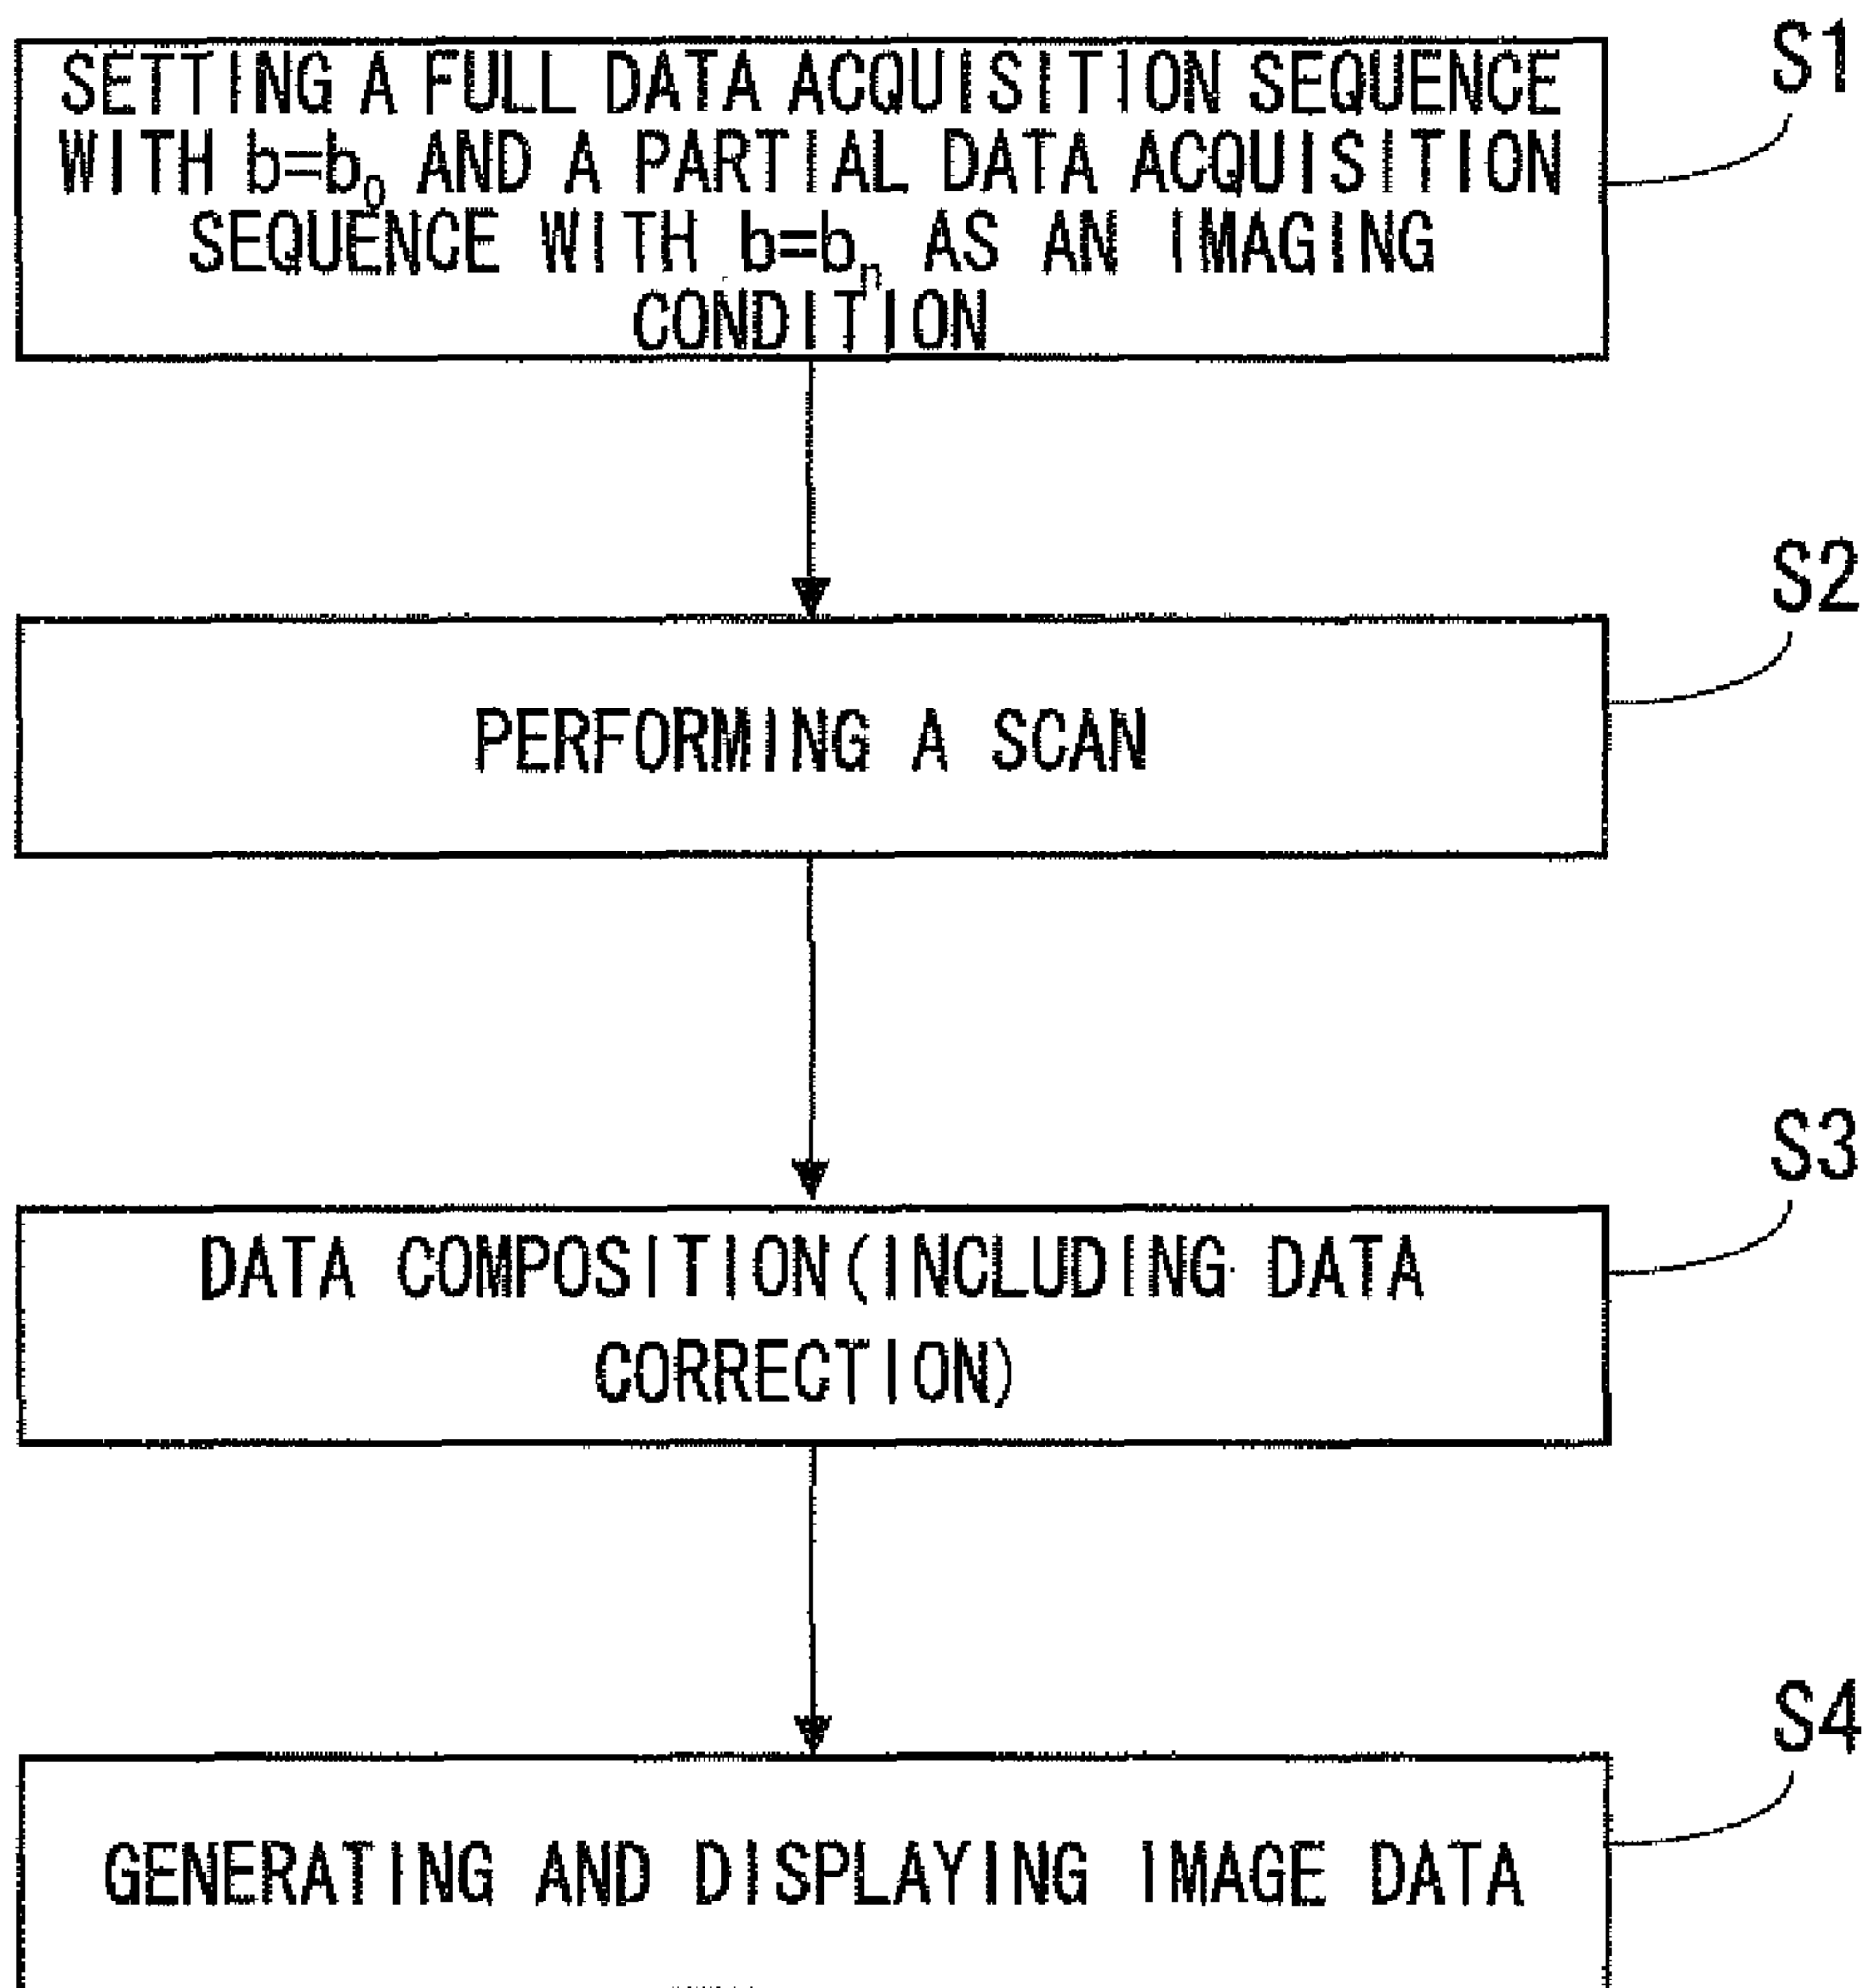 S1
SETTING A FULL DATA ACQUISITION SEQUENCE
WITH b=b₀ AND A PARTIAL DATA ACQUISITION
SEQUENCE WITH b=bₙ AS AN IMAGING
CONDITION
S2
PERFORMING A SCAN
S3
DATA COMPOSITION(INCLUDING DATA
CORRECTION)
S4
GENERATING AND DISPLAYING IMAGE DATA